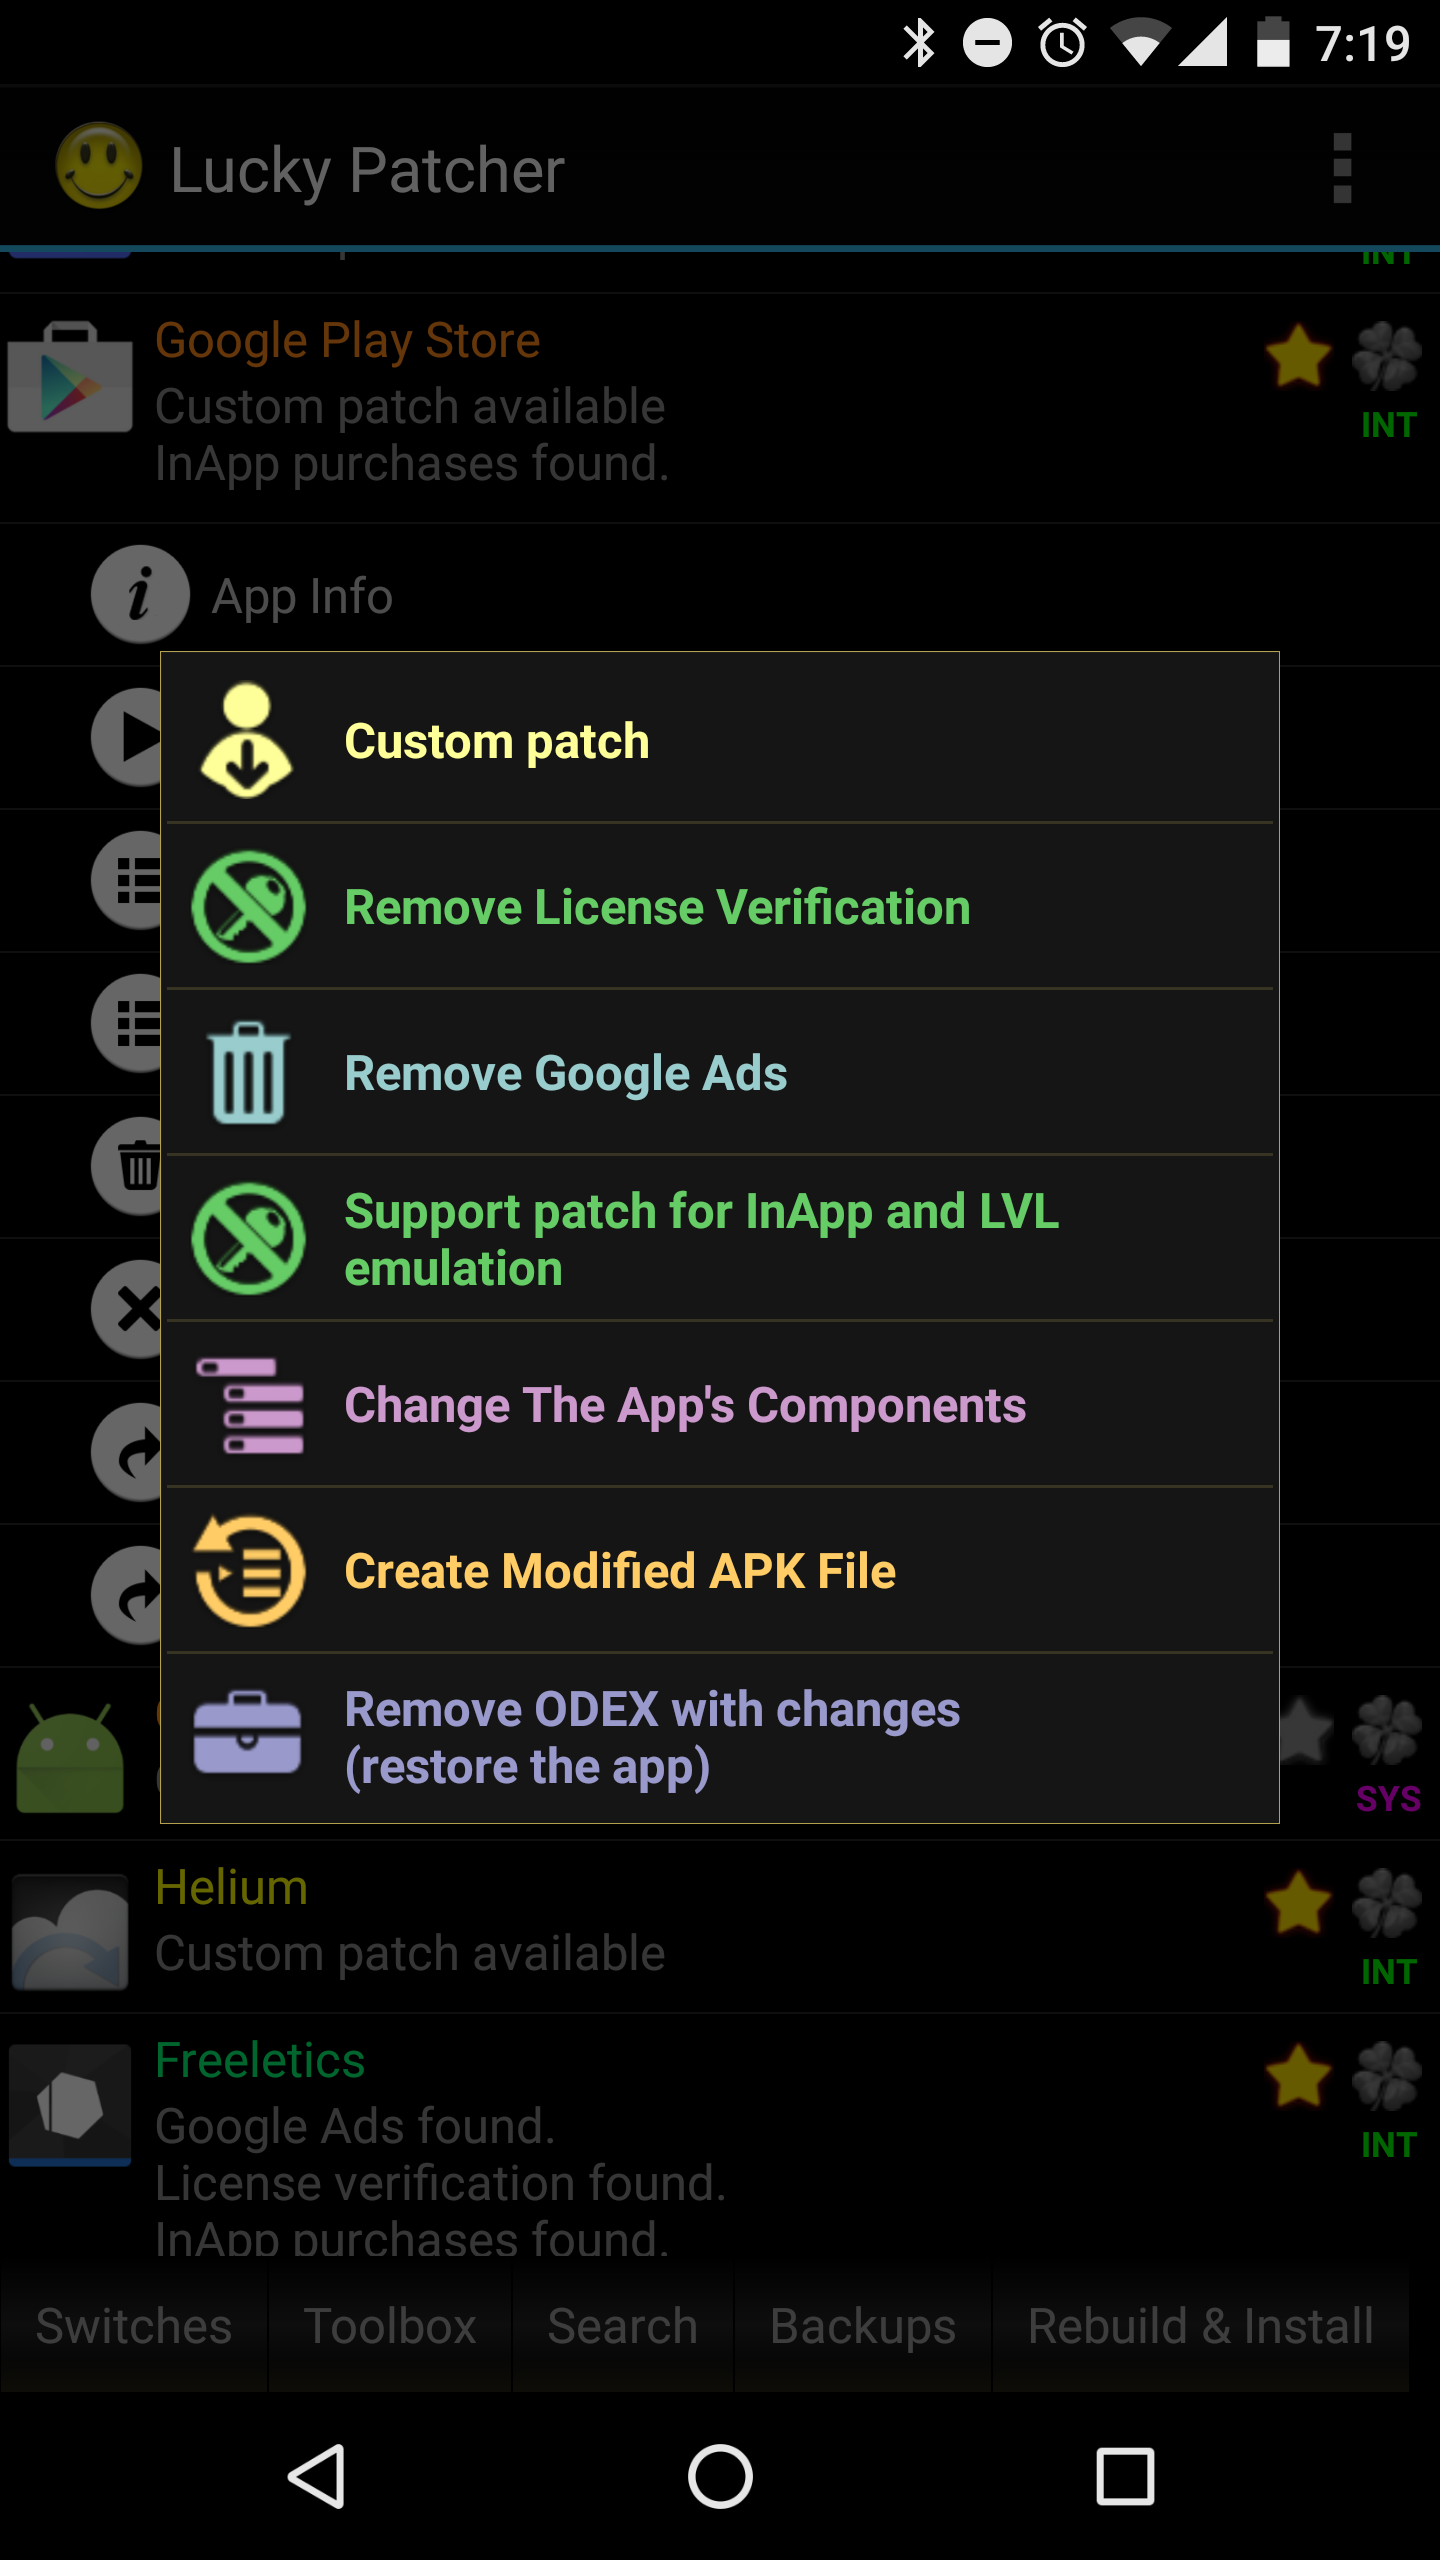 7:19
Lucky Patcher
INT
Google Play Store
Custom patch available
INT
InApp purchases found.
App Info
Custom patch
Remove License Verification
Remove Google Ads
Support patch for InApp and LVL
emulation
Change The App's Components
Create Modified APK File
Remove ODEX with changes
(restore the app)
SYS
Helium
Custom patch available
INT
Freeletics
Google Ads found.
INT
License verification found.
InApp purchases found.
Switches
Toolbox
Search
Backups
Rebuild & Install